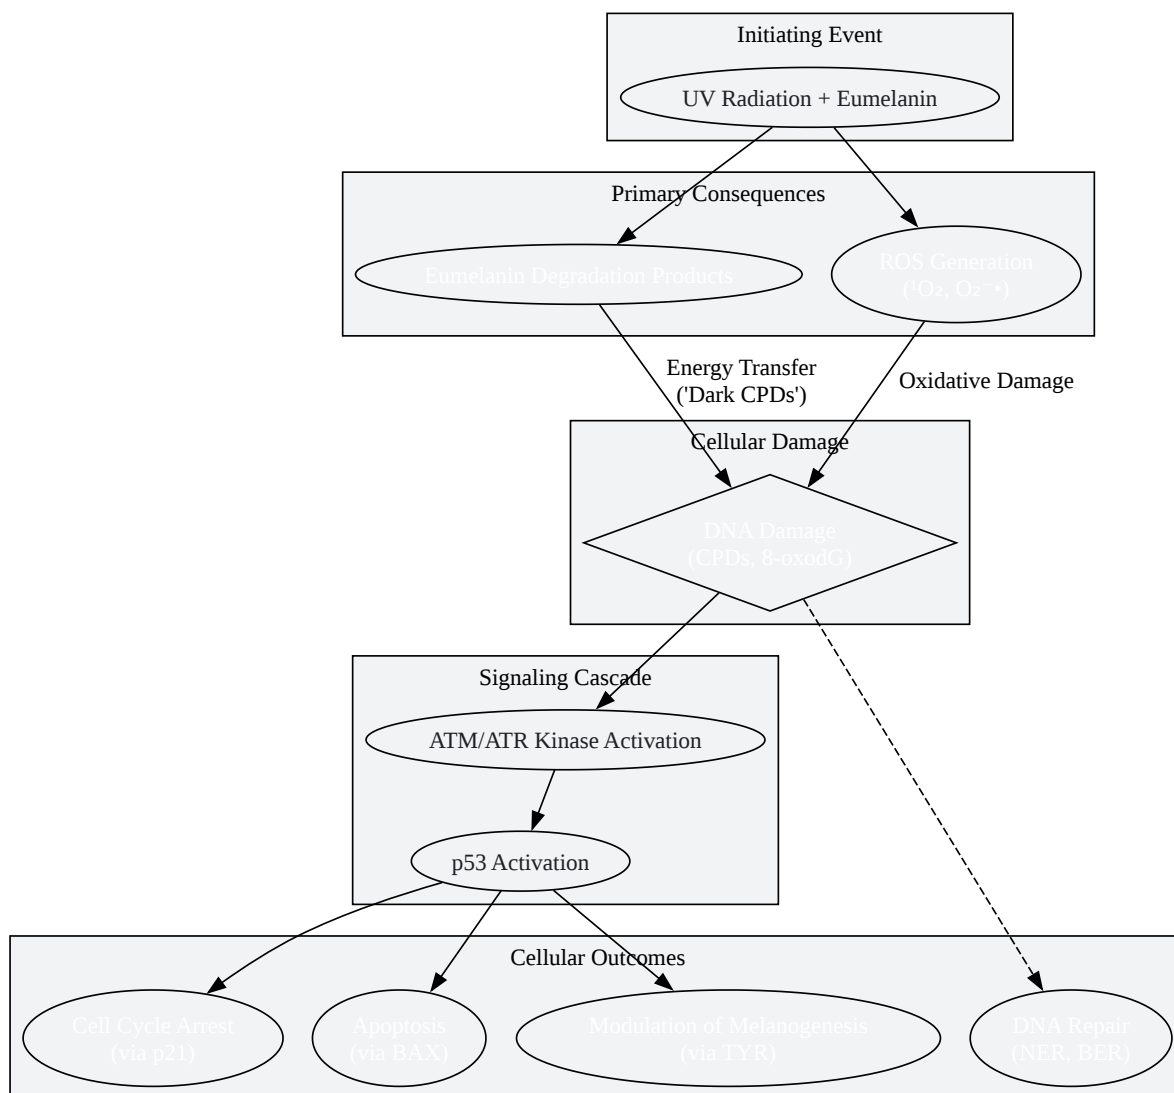 Initiating Event
UV Radiation + Eumelanin
Primary Consequences
Eumelanin Degradation Products
ROS Generation
(¹O₂, O₂⁻•)
Energy Transfer
('Dark CPDs')
Oxidative Damage
Cellular Damage
DNA Damage
(CPDs, 8-oxodG)
Signaling Cascade
ATM/ATR Kinase Activation
p53 Activation
Cellular Outcomes
Cell Cycle Arrest
(via p21)
Apoptosis
(via BAX)
Modulation of Melanogenesis
(via TYR)
DNA Repair
(NER, BER)